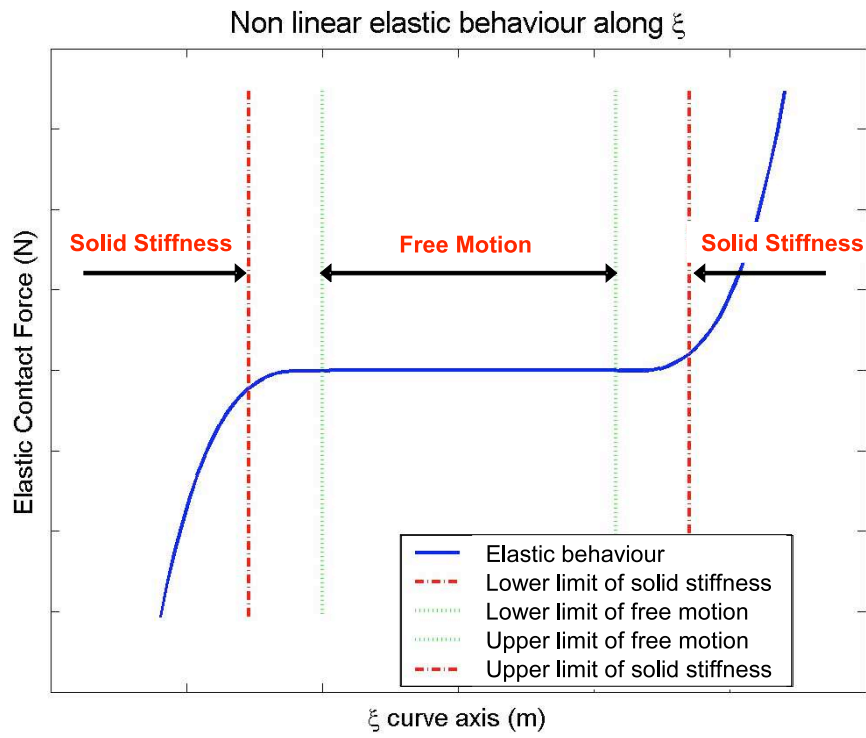 Non linear elastic behaviour along ξ
Elastic Contact Force (N)
Solid Stiffness
Free Motion
Solid Stiffness
Elastic behaviour
Lower limit of solid stiffness
Lower limit of free motion
Upper limit of free motion
Upper limit of solid stiffness
ξ curve axis (m)